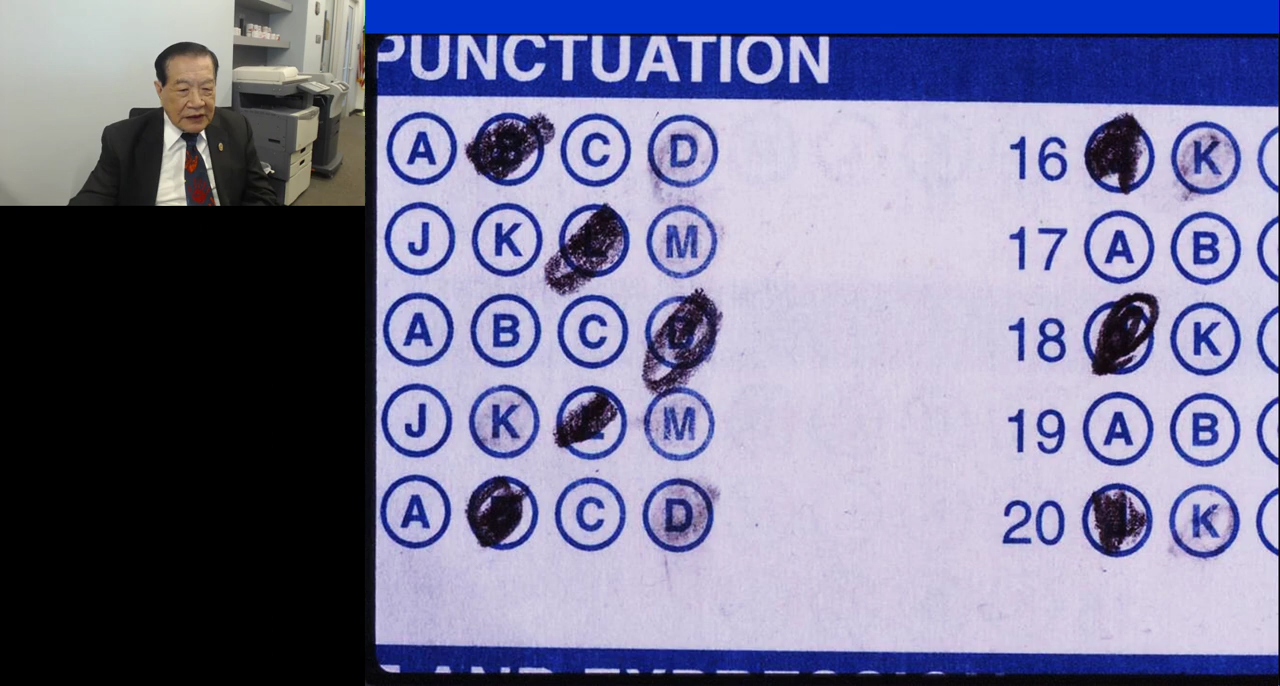 PUNCTUATION
A C D 16 K
J K M 17 A B
A B C 18 K
J K M 19 A B
A C D 20 K